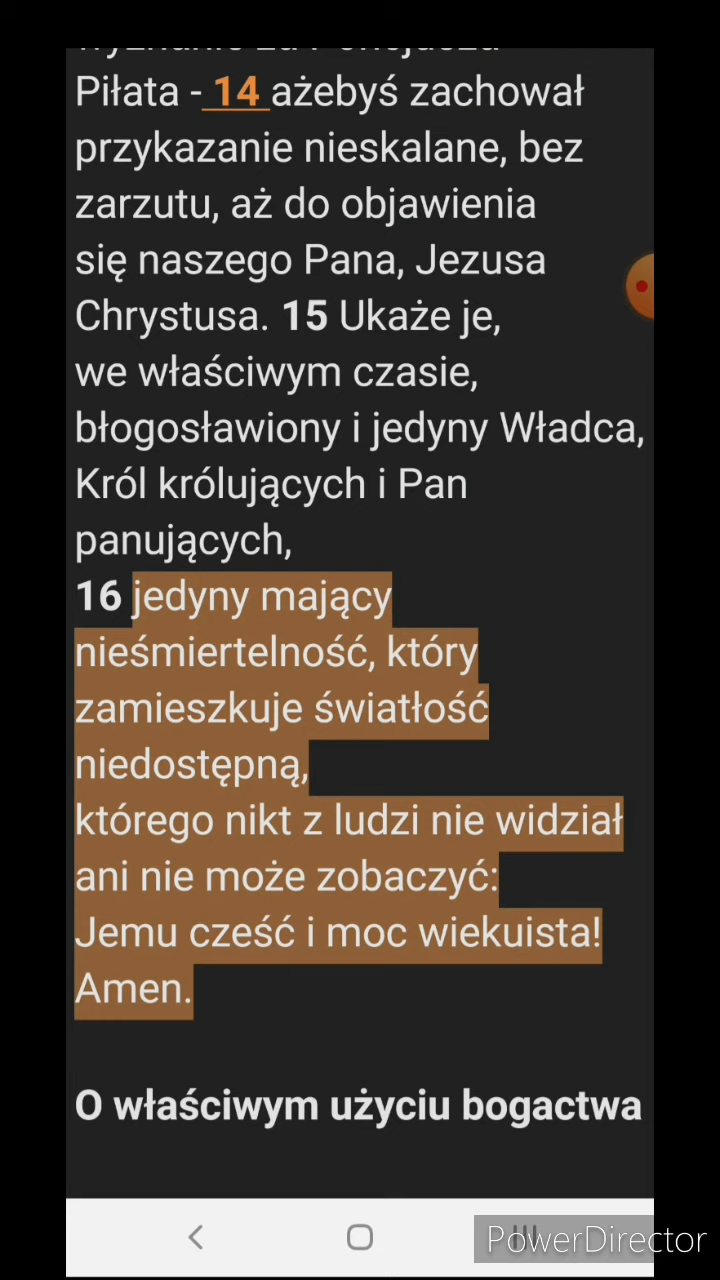 Piłata - 14 ażebyś zachował
przykazanie nieskalane, bez
zarzutu, aż do objawienia
się naszego Pana, Jezusa
Chrystusa. 15 Ukaże je,
we właściwym czasie,
błogosławiony i jedyny Władca,
Król królujących i Pan
panujących,
16 jedyny mający
nieśmiertelność, który
zamieszkuje światłość
niedostępną,
którego nikt z ludzi nie widział
ani nie może zobaczyć:
Jemu cześć i moc wiekuista!
Amen.
O właściwym użyciu bogactwa
PowerDirector